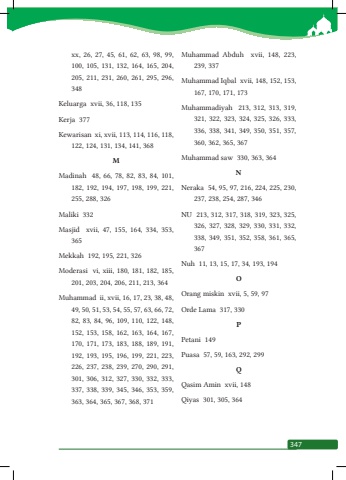 xx, 26, 27, 45, 61, 62, 63, 98, 99,
100, 105, 131, 132, 164, 165, 204,
205, 211, 231, 260, 261, 295, 296,
348
Keluarga xvii, 36, 118, 135
Kerja 377
Kewarisan xi, xvii, 113, 114, 116, 118,
122, 124, 131, 134, 141, 368
M
Madinah 48, 66, 78, 82, 83, 84, 101,
182, 192, 194, 197, 198, 199, 221,
255, 288, 326
Maliki 332
Masjid xvii, 47, 155, 164, 334, 353,
365
Mekkah 192, 195, 221, 326
Moderasi vi, xiii, 180, 181, 182, 185,
201, 203, 204, 206, 211, 213, 364
Muhammad ii, xvii, 16, 17, 23, 38, 48,
49, 50, 51, 53, 54, 55, 57, 63, 66, 72,
82, 83, 84, 96, 109, 110, 122, 148,
152, 153, 158, 162, 163, 164, 167,
170, 171, 173, 183, 188, 189, 191,
192, 193, 195, 196, 199, 221, 223,
226, 237, 238, 239, 270, 290, 291,
301, 306, 312, 327, 330, 332, 333,
337, 338, 339, 345, 346, 353, 359,
363, 364, 365, 367, 368, 371
Muhammad Abduh xvii, 148, 223,
239, 337
Muhammad Iqbal xvii, 148, 152, 153,
167, 170, 171, 173
Muhammadiyah 213, 312, 313, 319,
321, 322, 323, 324, 325, 326, 333,
336, 338, 341, 349, 350, 351, 357,
360, 362, 365, 367
Muhammad saw 330, 363, 364
N
Neraka 54, 95, 97, 216, 224, 225, 230,
237, 238, 254, 287, 346
NU 213, 312, 317, 318, 319, 323, 325,
326, 327, 328, 329, 330, 331, 332,
338, 349, 351, 352, 358, 361, 365,
367
Nuh 11, 13, 15, 17, 34, 193, 194
O
Orang miskin xvii, 5, 59, 97
Orde Lama 317, 330
P
Petani 149
Puasa 57, 59, 163, 292, 299
Q
Qasim Amin xvii, 148
Qiyas 301, 305, 364
347